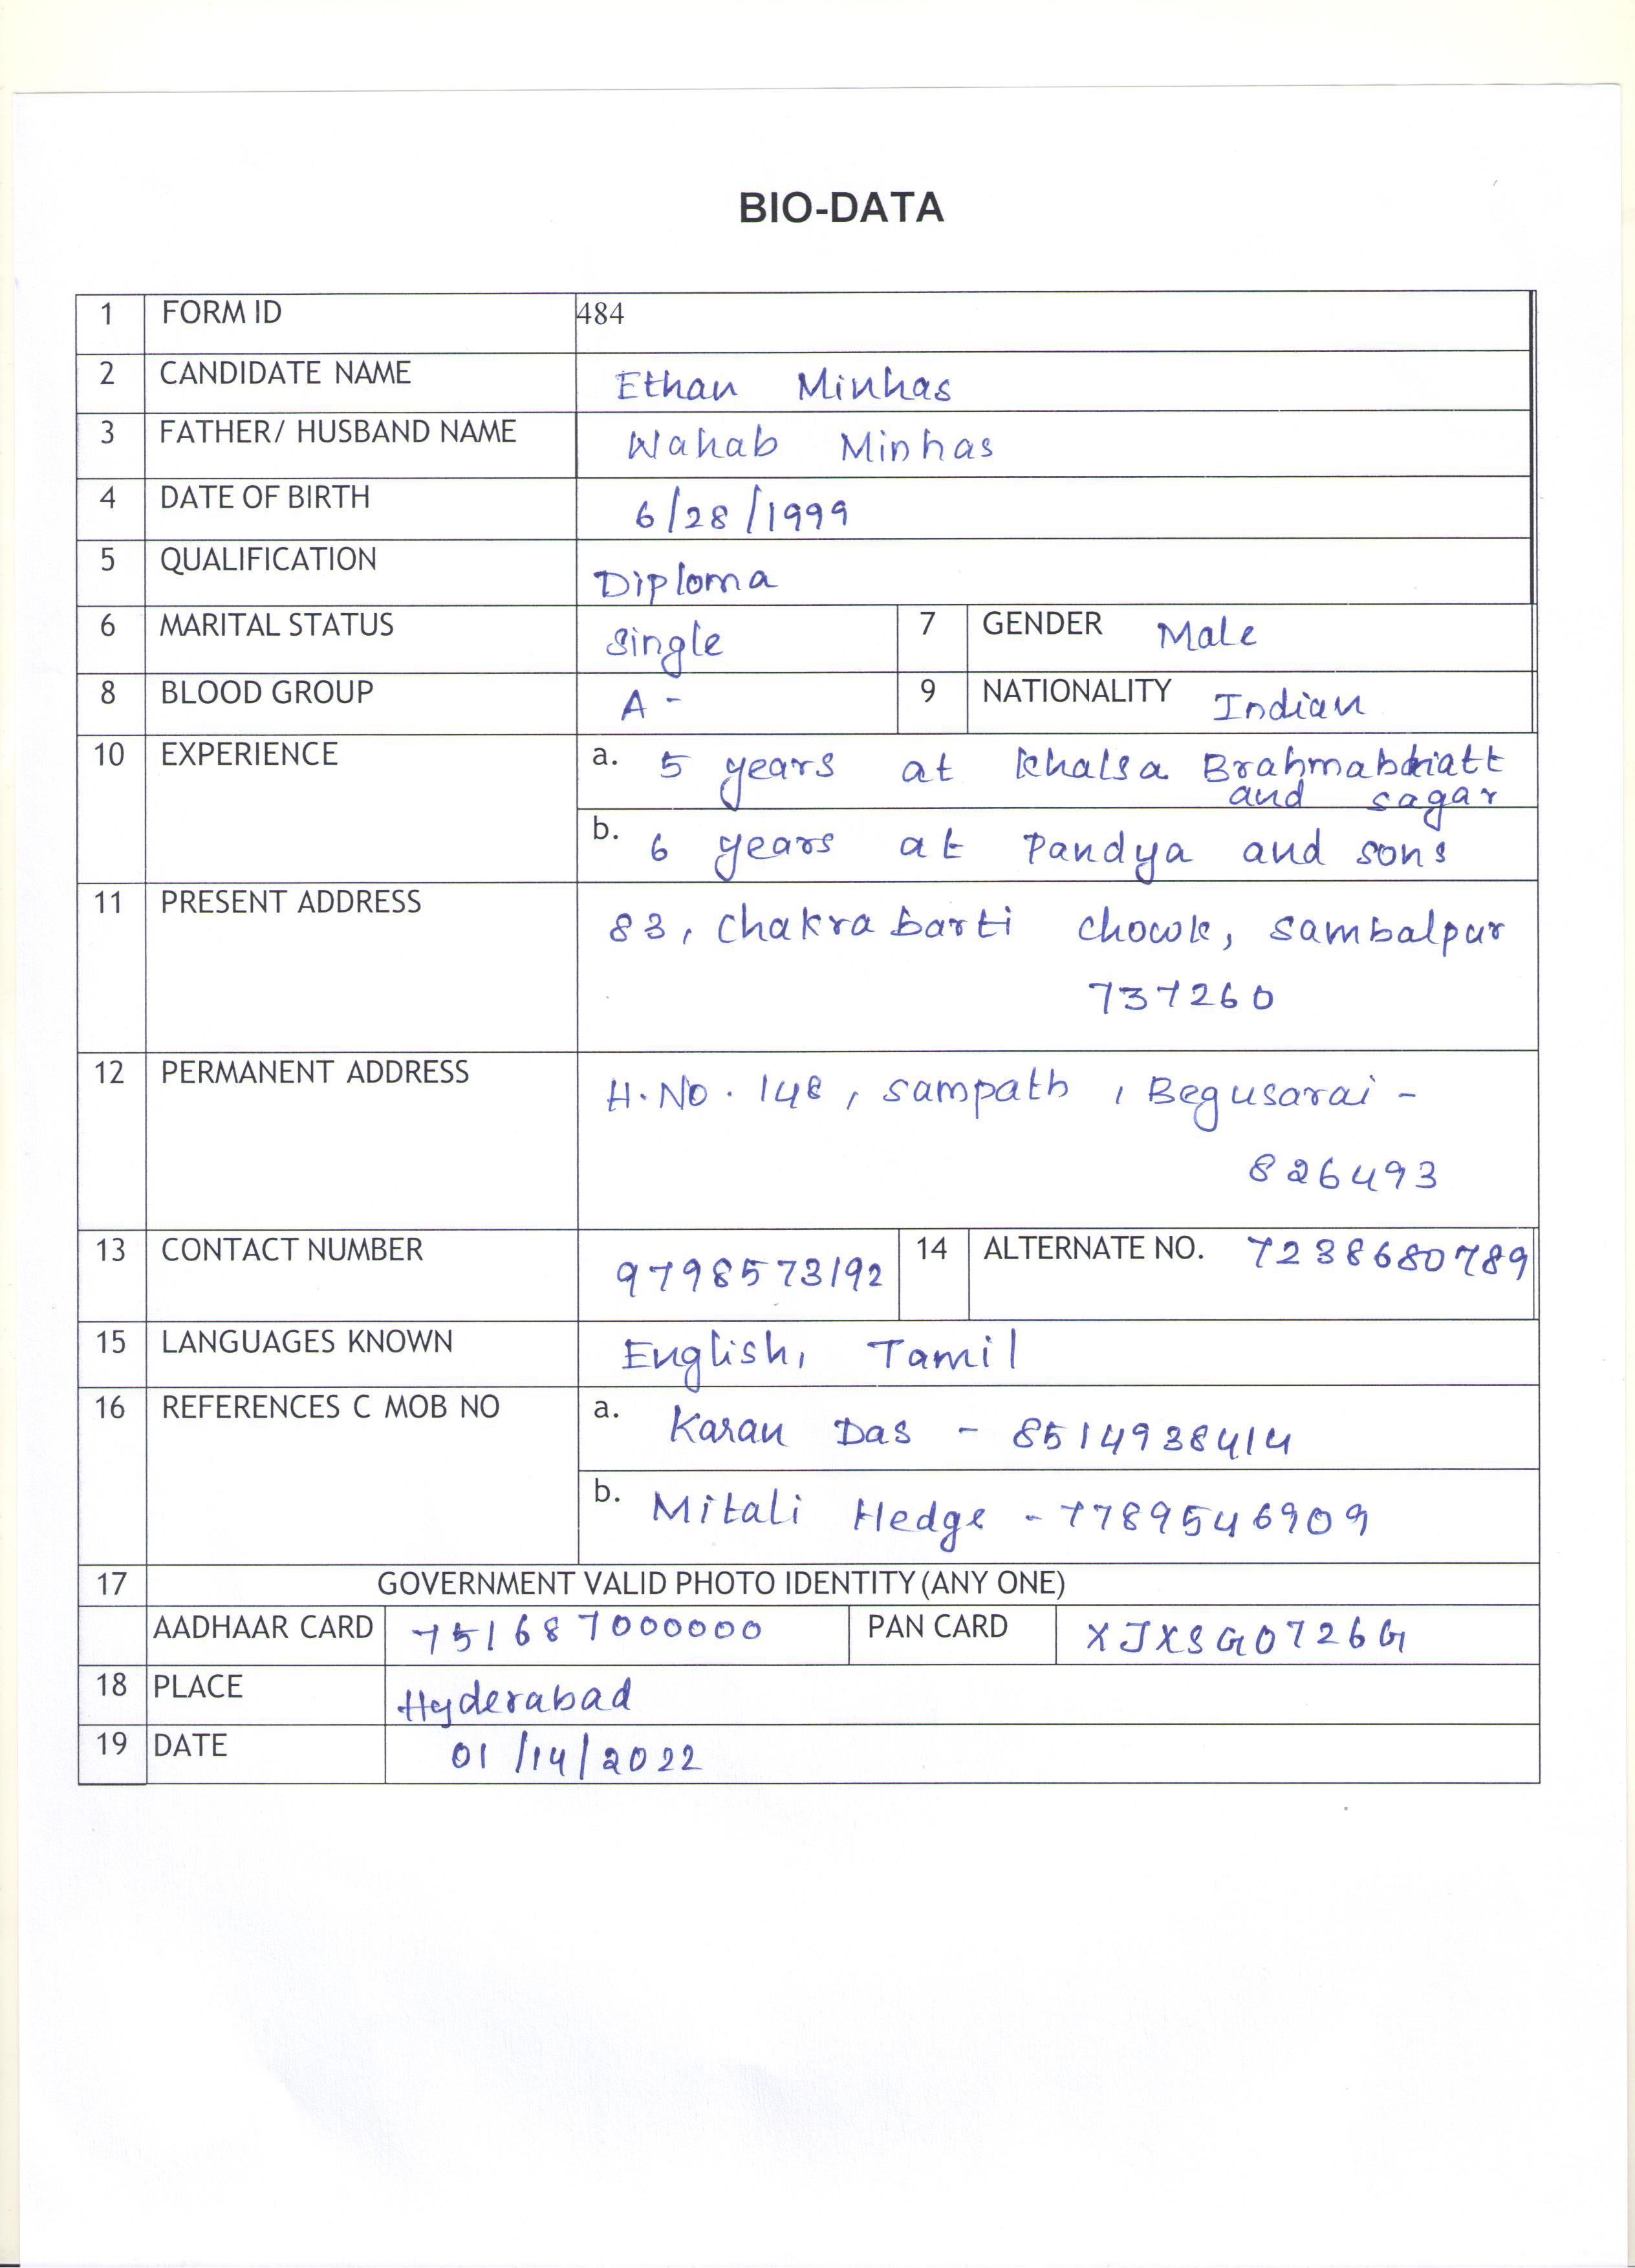 BIO-DATA
1 FORM ID 484
2 CANDIDATE NAME Ethan Minhas
3 FATHER/ HUSBAND NAME Wahab Minhas
4 DATE OF BIRTH 6/28/1999
5 QUALIFICATION Diploma
6 MARITAL STATUS single 7 GENDER Male
8 BLOOD GROUP A - 9 NATIONALITY Indian
10 EXPERIENCE a. 5 years at khalsa Brahmabhatt
and sagar
b. 6 years at Pandya and sons
11 PRESENT ADDRESS 83, chakrabarti chowk, sambalpur
737260
12 PERMANENT ADDRESS H.No. 148, sampath, Begusarai -
826493
13 CONTACT NUMBER 9798573192 14 ALTERNATE NO. 7238680789
15 LANGUAGES KNOWN English, Tamil
16 REFERENCES C MOB NO a. Karan Das - 8514938414
b. Mitali Hedge - 7789546909
17 GOVERNMENT VALID PHOTO IDENTITY (ANY ONE)
AADHAAR CARD 751687000000 PAN CARD XJXSG0726G
18 PLACE Hyderabad
19 DATE 01/14/2022